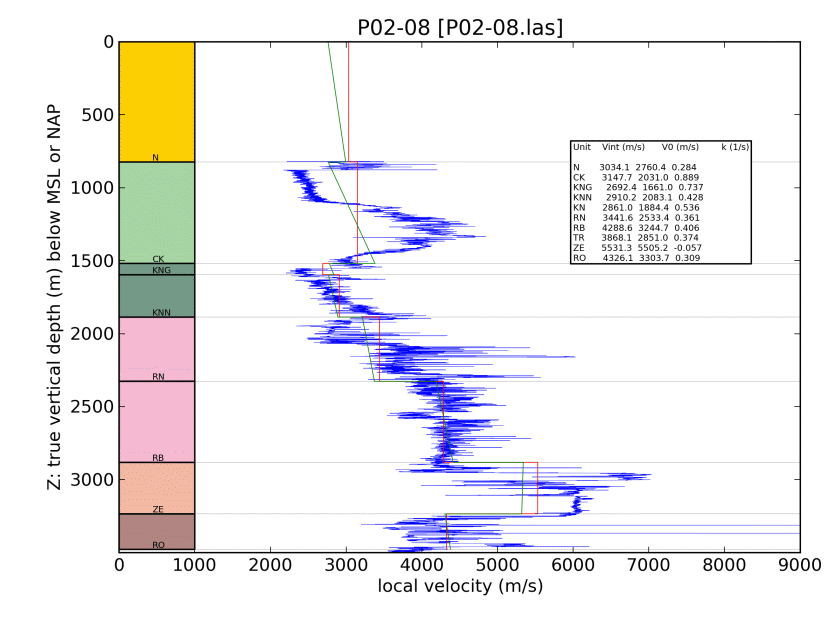 P02-08 [P02-08.las]
Z: true vertical depth (m) below MSL or NAP
0
500
1000
1500
2000
2500
3000
N
CK
KNG
KNN
RN
RB
ZE
RO
Unit Vint (m/s) V0 (m/s) k (1/s)
N 3034.1 2760.4 0.284
CK 3147.7 2031.0 0.889
KNG 2692.4 1661.0 0.737
KNN 2910.2 2083.1 0.428
KN 2861.0 1884.4 0.536
RN 3441.6 2533.4 0.361
RB 4288.6 3244.7 0.406
TR 3868.1 2851.0 0.374
ZE 5531.3 5505.2 -0.057
RO 4326.1 3303.7 0.309
0 1000 2000 3000 4000 5000 6000 7000 8000 9000
local velocity (m/s)